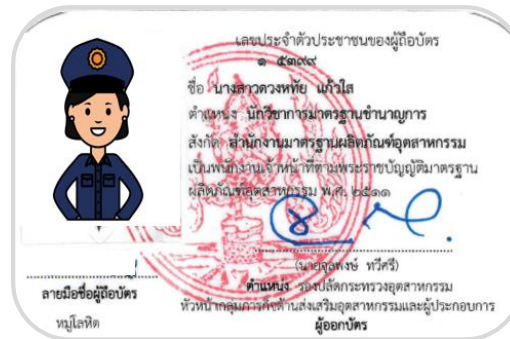 เลขประจำตัวประชาชนของผู้ถือบัตร
๑ ๕๓๙๙
ชื่อ นางสาวดวงหทัย แก้วใส
ตำแหน่ง นักวิชาการมาตรฐานชำนาญการ
สังกัด สำนักงานมาตรฐานผลิตภัณฑ์อุตสาหกรรม
เป็นพนักงานเจ้าหน้าที่ตามพระราชบัญญัติมาตรฐาน
ผลิตภัณฑ์อุตสาหกรรม พ.ศ. ๒๕๑๑
(นายจุลพงษ์ ทวีศรี)
ลายมือชื่อผู้ถือบัตร
ตำแหน่ง รองปลัดกระทรวงอุตสาหกรรม
หัวหน้ากลุ่มภารกิจด้านส่งเสริมอุตสาหกรรมและผู้ประกอบการ
หมู่โลหิต
ผู้ออกบัตร